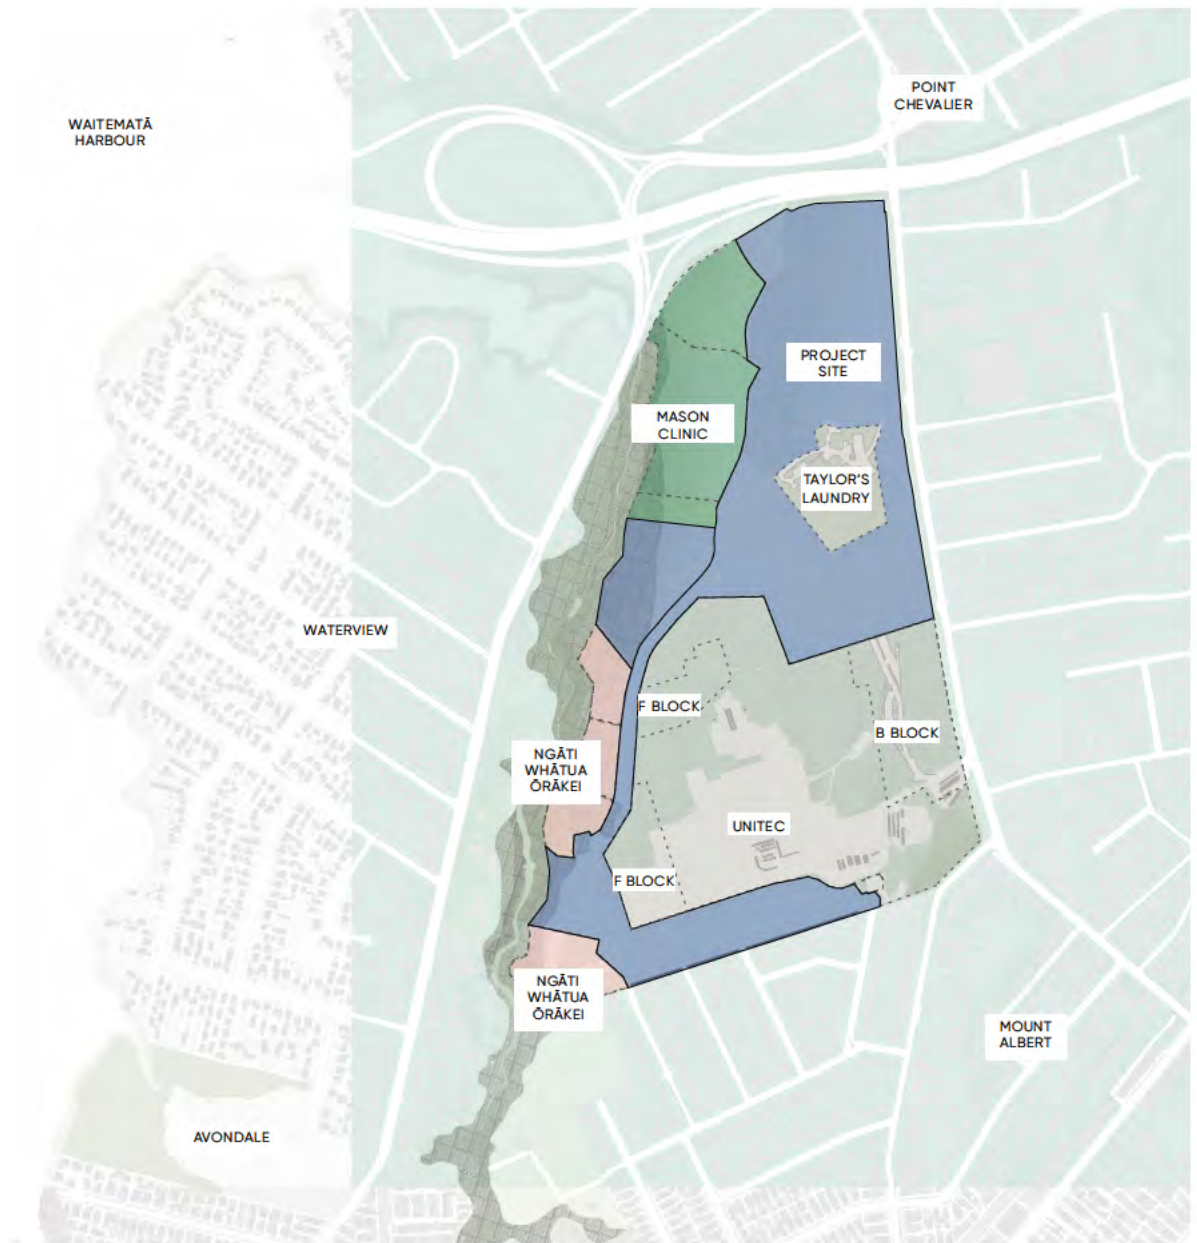 POINT
CHEVALIER
WAITEMATĀ
HARBOUR
PROJECT
SITE
MASON
CLINIC
TAYLOR'S
LAUNDRY
WATERVIEW
F BLOCK
B BLOCK
NGĀTI
WHĀTUA
ŌRĀKEI
UNITEC
F BLOCK
NGĀTI
WHĀTUA
ŌRĀKEI
MOUNT
ALBERT
AVONDALE